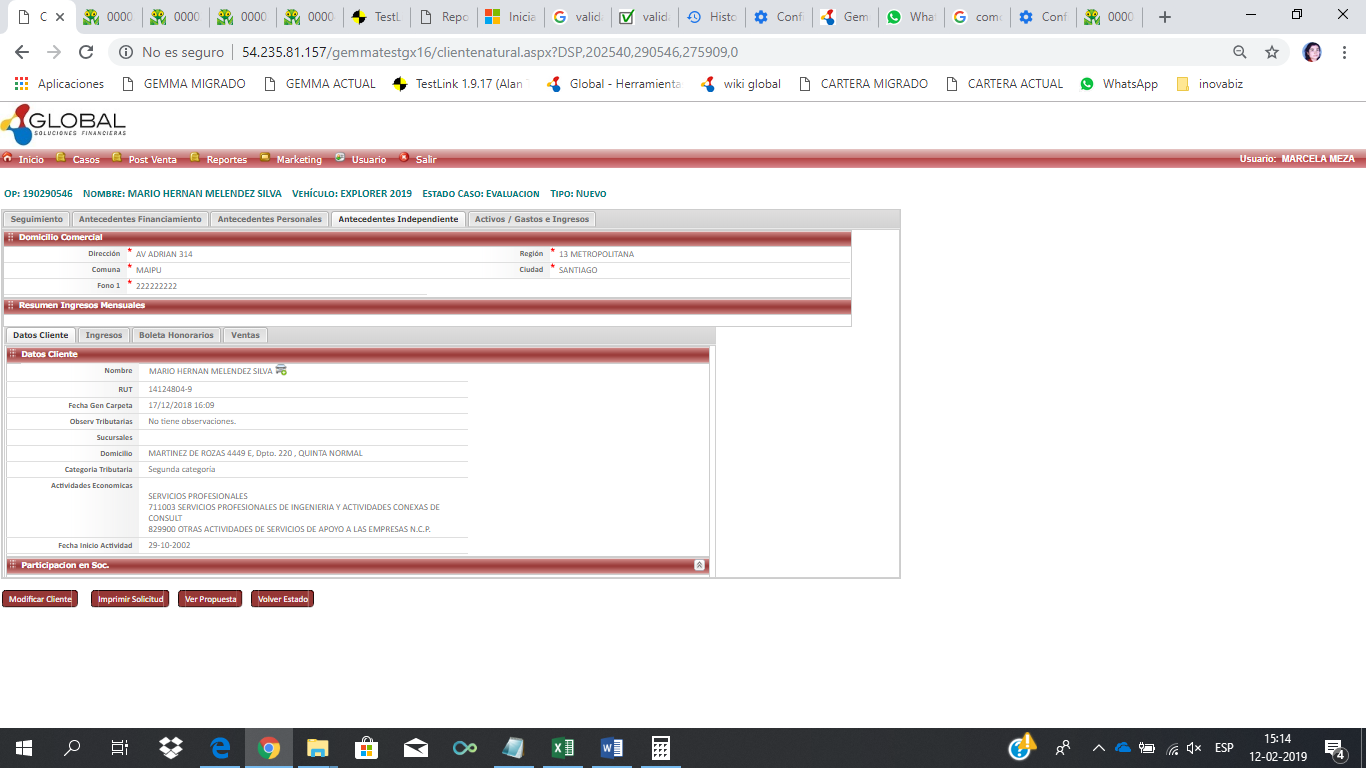 C
0000
0000
0000
0000
TestL
Repo
Inicia
valida
valida
Histo
Confi
Gem
What
como
Conf
0000
No es seguro | 54.235.81.157/gemmatestgx16/clientenatural.aspx?DSP,202540,290546,275909,0
Aplicaciones
GEMMA MIGRADO
GEMMA ACTUAL
TestLink 1.9.17 (Alan
Global - Herramienta
wiki global
CARTERA MIGRADO
CARTERA ACTUAL
WhatsApp
inovabiz
GLOBAL
SOLUCIONES FINANCIERAS
Inicio Casos Post Venta Reportes Marketing Usuario Salir Usuario: MARCELA MEZA
OP: 190290546 NOMBRE: MARIO HERNAN MELENDEZ SILVA VEHÍCULO: EXPLORER 2019 ESTADO CASO: EVALUACION TIPO: NUEVO
Seguimiento Antecedentes Financiamiento Antecedentes Personales Antecedentes Independiente Activos / Gastos e Ingresos
Domicilio Comercial
Dirección * AV ADRIAN 314 Región * 13 METROPOLITANA
Comuna * MAIPU Ciudad * SANTIAGO
Fono 1 * 222222222
Resumen Ingresos Mensuales
Datos Cliente Ingresos Boleta Honorarios Ventas
Datos Cliente
Nombre MARIO HERNAN MELENDEZ SILVA
RUT 14124804-9
Fecha Gen Carpeta 17/12/2018 16:09
Observ Tributarias No tiene observaciones.
Sucursales
Domicilio MARTINEZ DE ROZAS 4449 E, Dpto. 220 , QUINTA NORMAL
Categoria Tributaria Segunda categoría
Actividades Economicas
SERVICIOS PROFESIONALES
711003 SERVICIOS PROFESIONALES DE INGENIERIA Y ACTIVIDADES CONEXAS DE
CONSULT
829900 OTRAS ACTIVIDADES DE SERVICIOS DE APOYO A LAS EMPRESAS N.C.P.
Fecha Inicio Actividad 29-10-2002
Participacion en Soc.
Modificar Cliente Imprimir Solicitud Ver Propuesta Volver Estado
ESP
15:14
12-02-2019
4